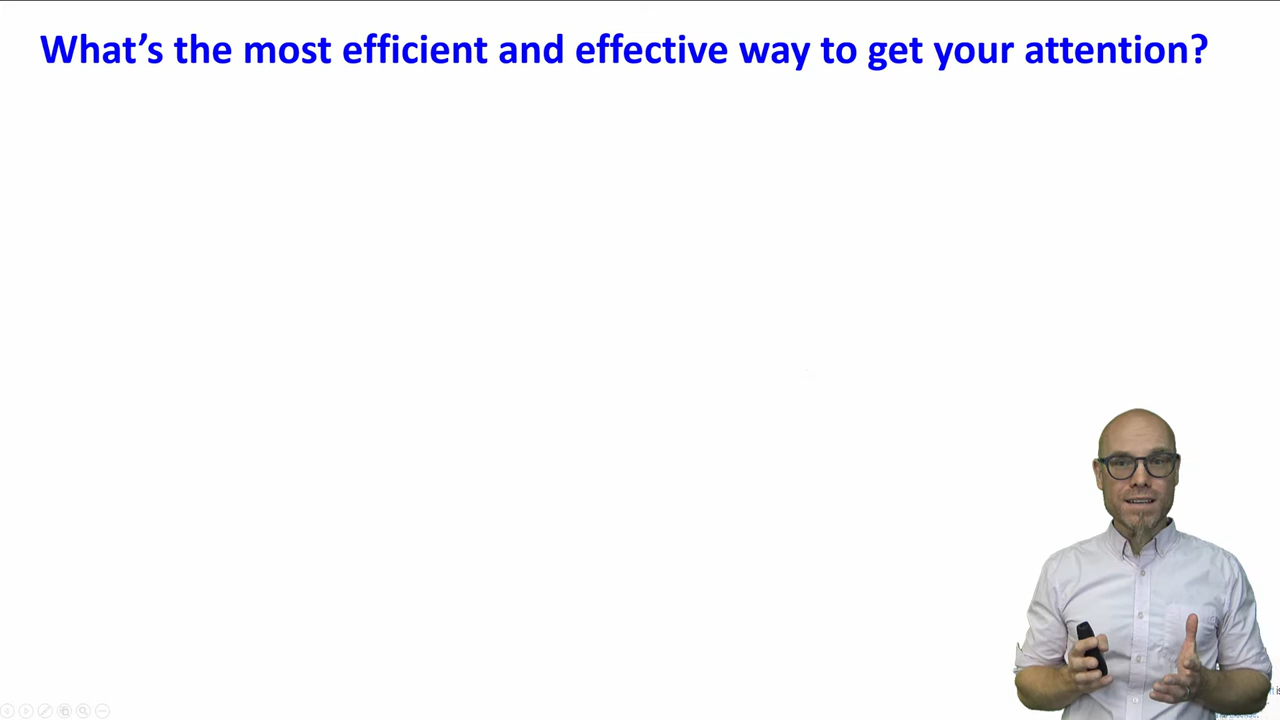 What’s the most efficient and effective way to get your attention?